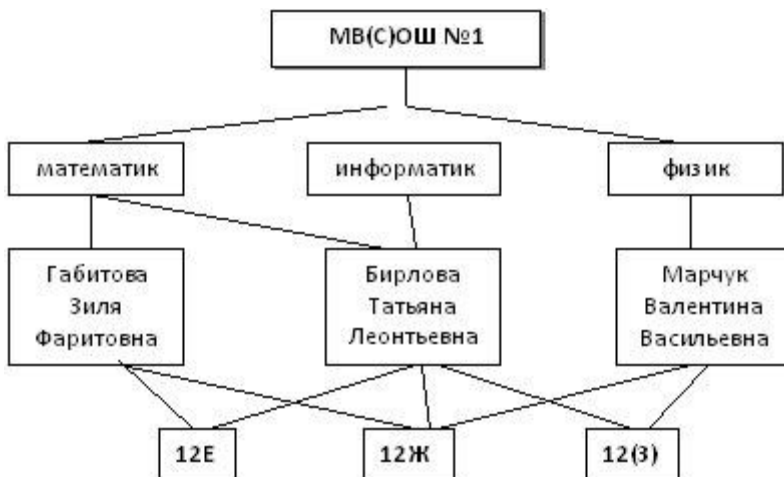 МВ(С)ОШ №1
математик
информатик
физик
Габитова
Зиля
Фаритовна
Бирлова
Татьяна
Леонтьевна
Марчук
Валентина
Васильевна
12Е
12Ж
12(З)